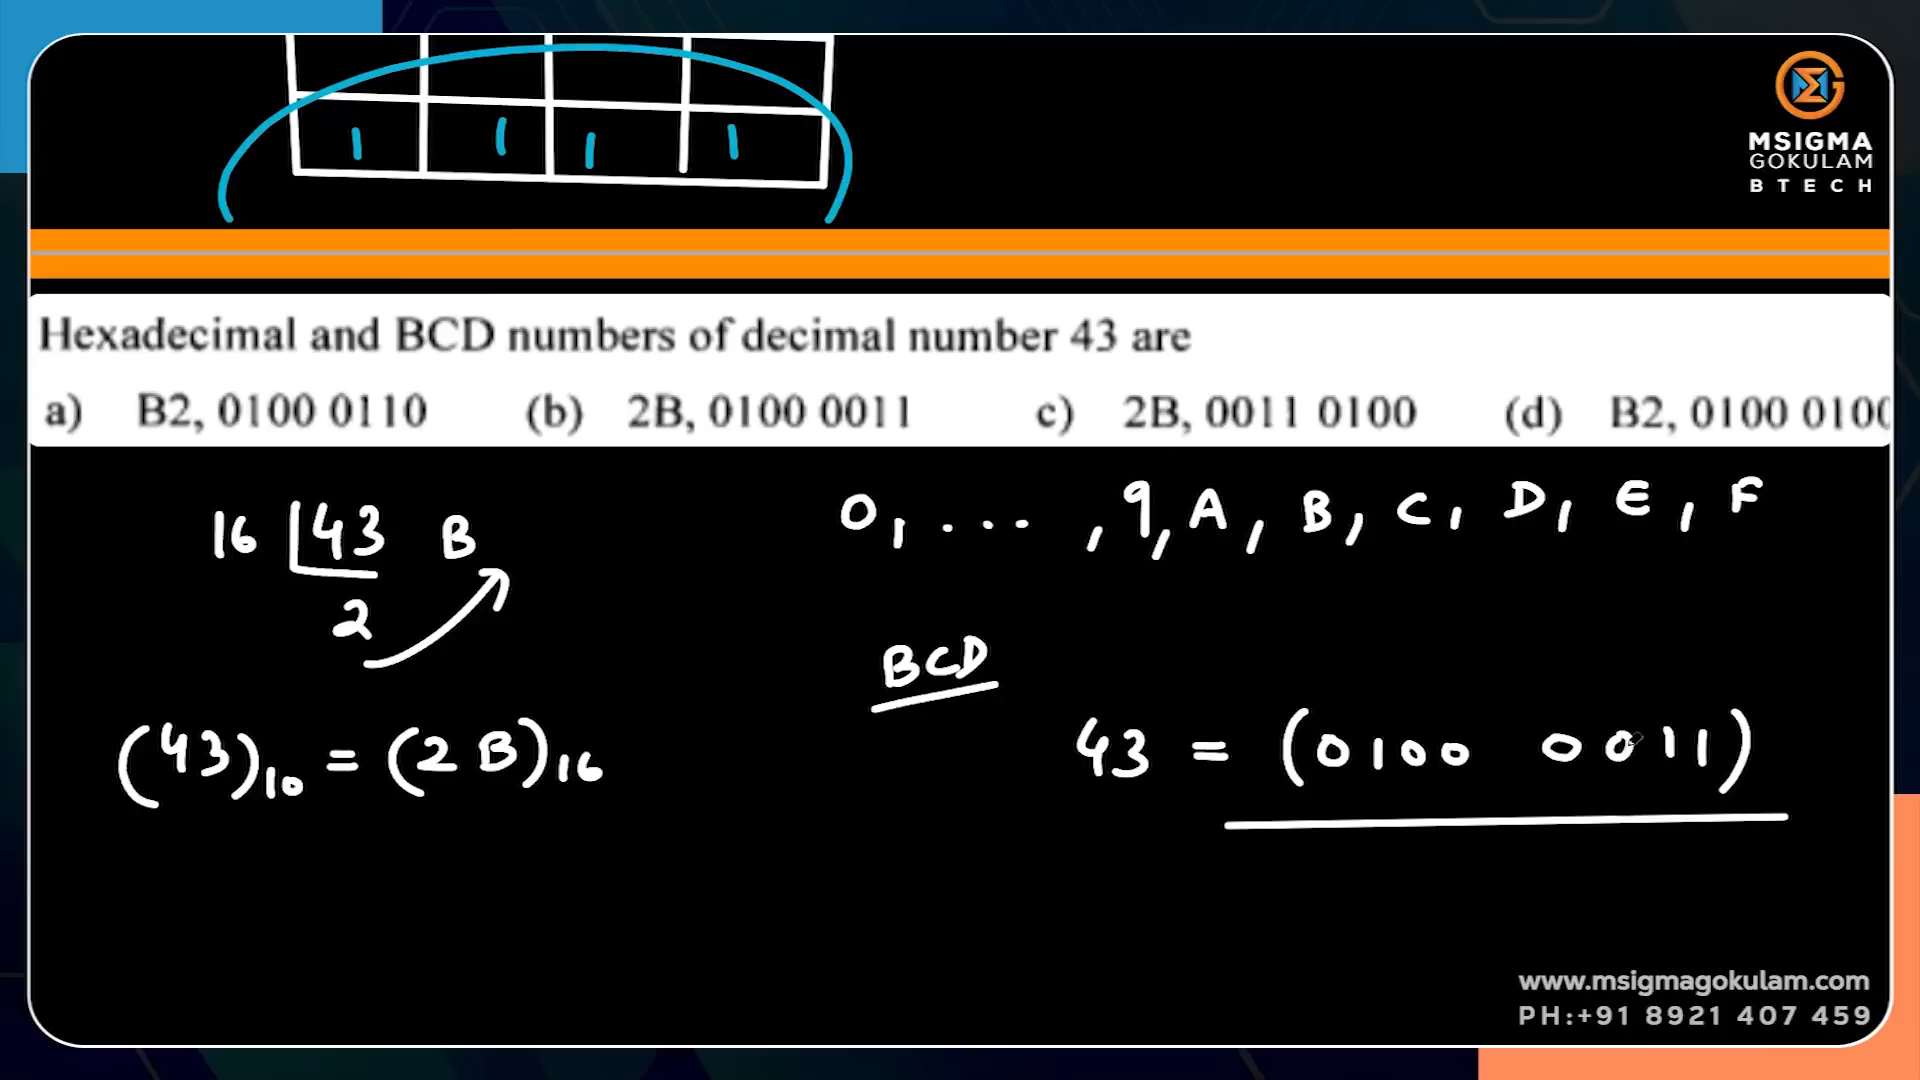 1 1 1 1
MSIGMA
GOKULAM
BTECH
Hexadecimal and BCD numbers of decimal number 43 are
a) B2, 0100 0110 (b) 2B, 0100 0011 c) 2B, 0011 0100 (d) B2, 0100 0100
16 43 B
2
0, ... , 9, A, B, C, D, E, F
BCD
(43)10 = (2B)16
43 = (0100 0011)
www.msigmagokulam.com
PH:+91 8921 407 459